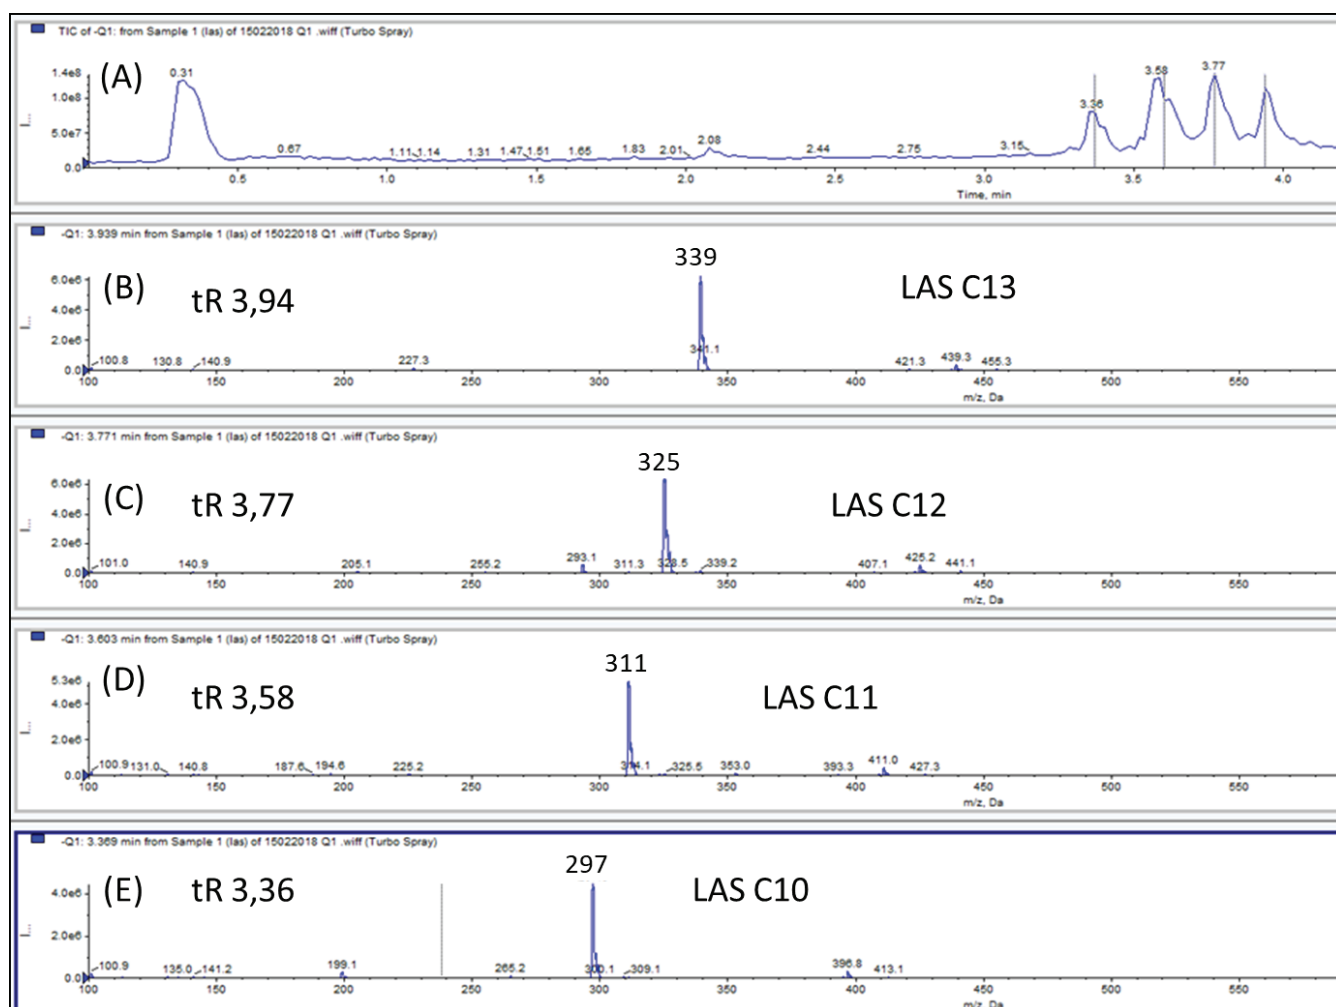 TIC of -Q1: from Sample 1 (las) of 15022018 Q1 .wiff (Turbo Spray)
(A)
1.4e8
1.0e8
5.0e7
0.0
0.31 0.67 1.11 1.14 1.31 1.47 1.51 1.65 1.83 2.01 2.08 2.44 2.75 3.15 3.36 3.58 3.77
0.5 1.0 1.5 2.0 2.5 3.0 3.5 4.0
Time, min
-Q1: 3.939 min from Sample 1 (las) of 15022018 Q1 .wiff (Turbo Spray)
339
(B) tR 3,94 LAS C13
6.0e6
4.0e6
2.0e6
0.0
100.8 130.8 140.9 227.3 341.1 421.3 439.3 455.3
100 150 200 250 300 350 400 450 500 550
m/z, Da
-Q1: 3.771 min from Sample 1 (las) of 15022018 Q1 .wiff (Turbo Spray)
325
(C) tR 3,77 LAS C12
6.0e6
4.0e6
2.0e6
0.0
101.0 140.9 205.1 255.2 293.1 311.3 339.2 407.1 425.2 441.1
100 150 200 250 300 350 400 450 500 550
m/z, Da
-Q1: 3.603 min from Sample 1 (las) of 15022018 Q1 .wiff (Turbo Spray)
311
(D) tR 3,58 LAS C11
5.3e6
4.0e6
2.0e6
0.0
100.9 131.0 140.8 187.6 194.6 225.2 314.1 325.5 353.0 393.3 411.0 427.3
100 150 200 250 300 350 400 450 500 550
m/z, Da
-Q1: 3.369 min from Sample 1 (las) of 15022018 Q1 .wiff (Turbo Spray)
297
(E) tR 3,36 LAS C10
4.0e6
2.0e6
0.0
100.9 135.0 141.2 199.1 265.2 300.1 309.1 396.8 413.1
100 150 200 250 300 350 400 450 500 550
m/z, Da